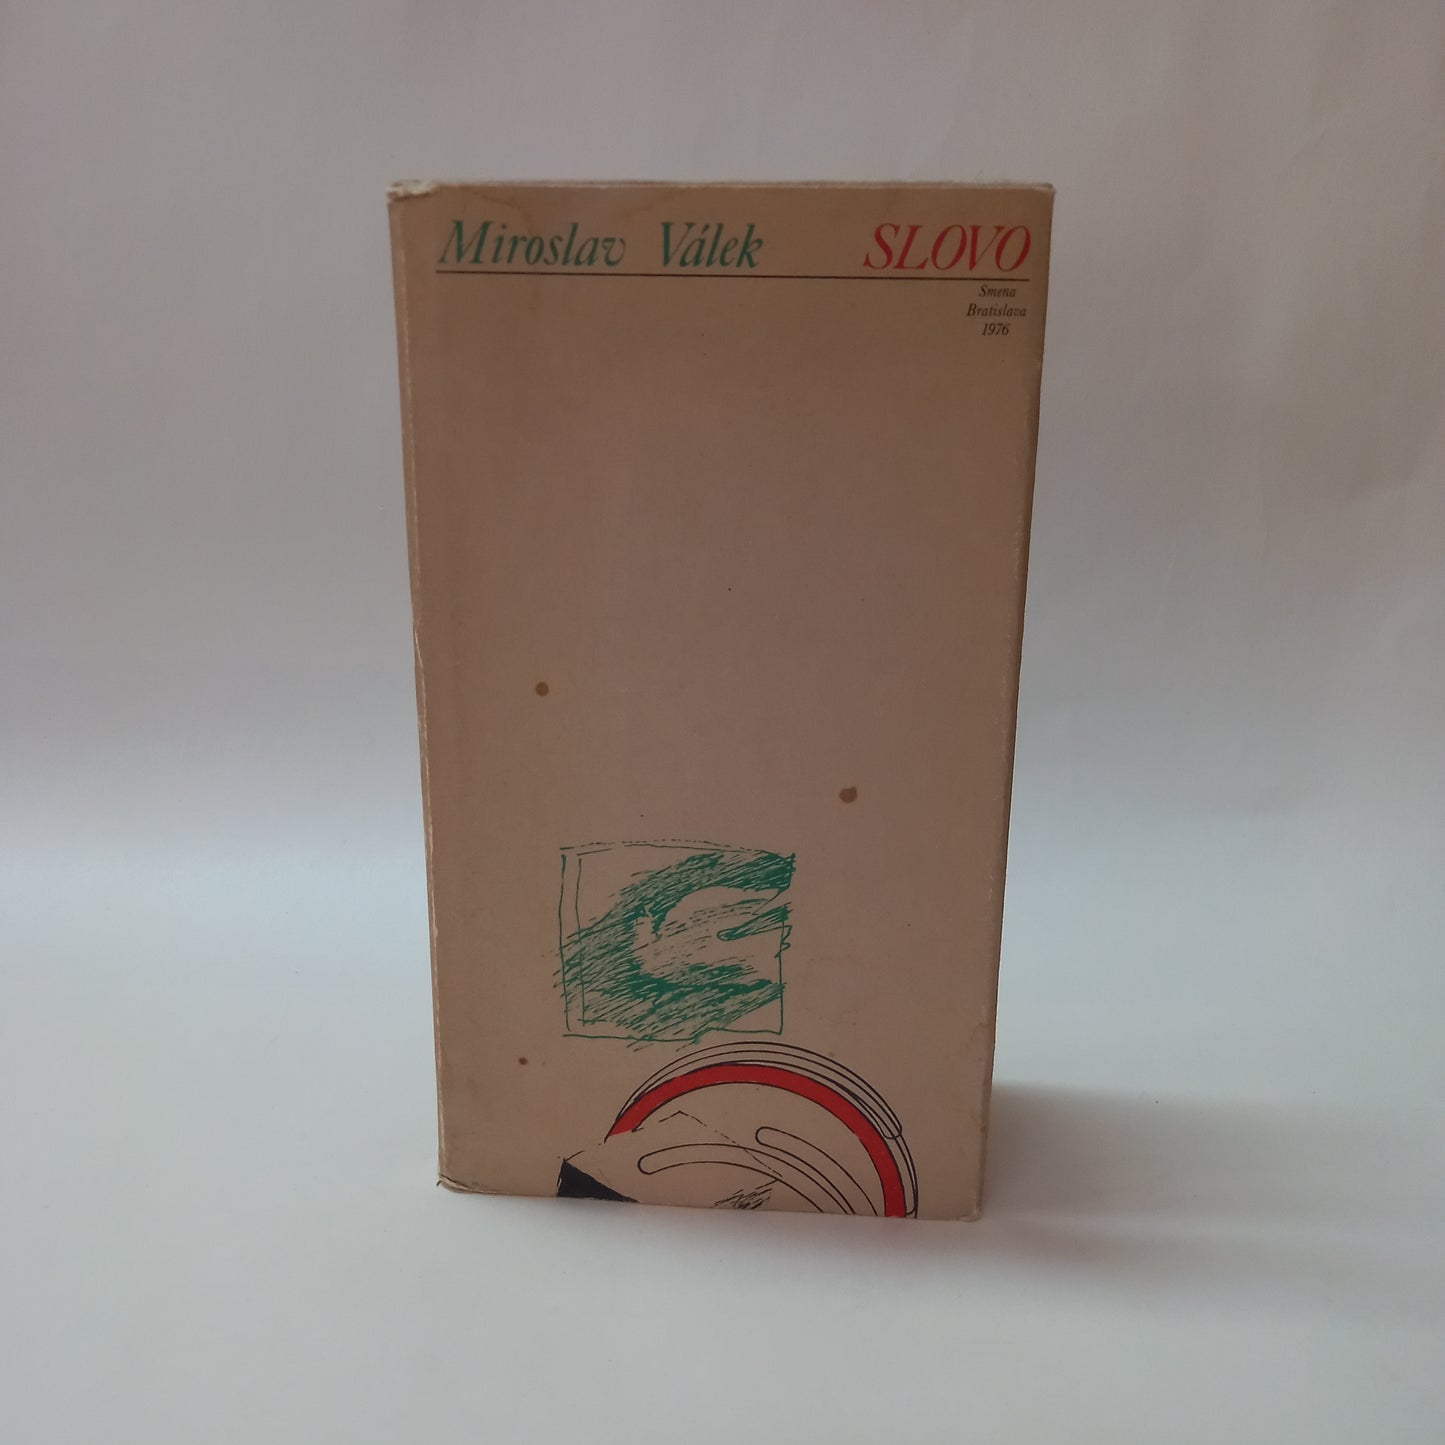 Miroslav Válek SLOVO
Smena
Bratislava
1976